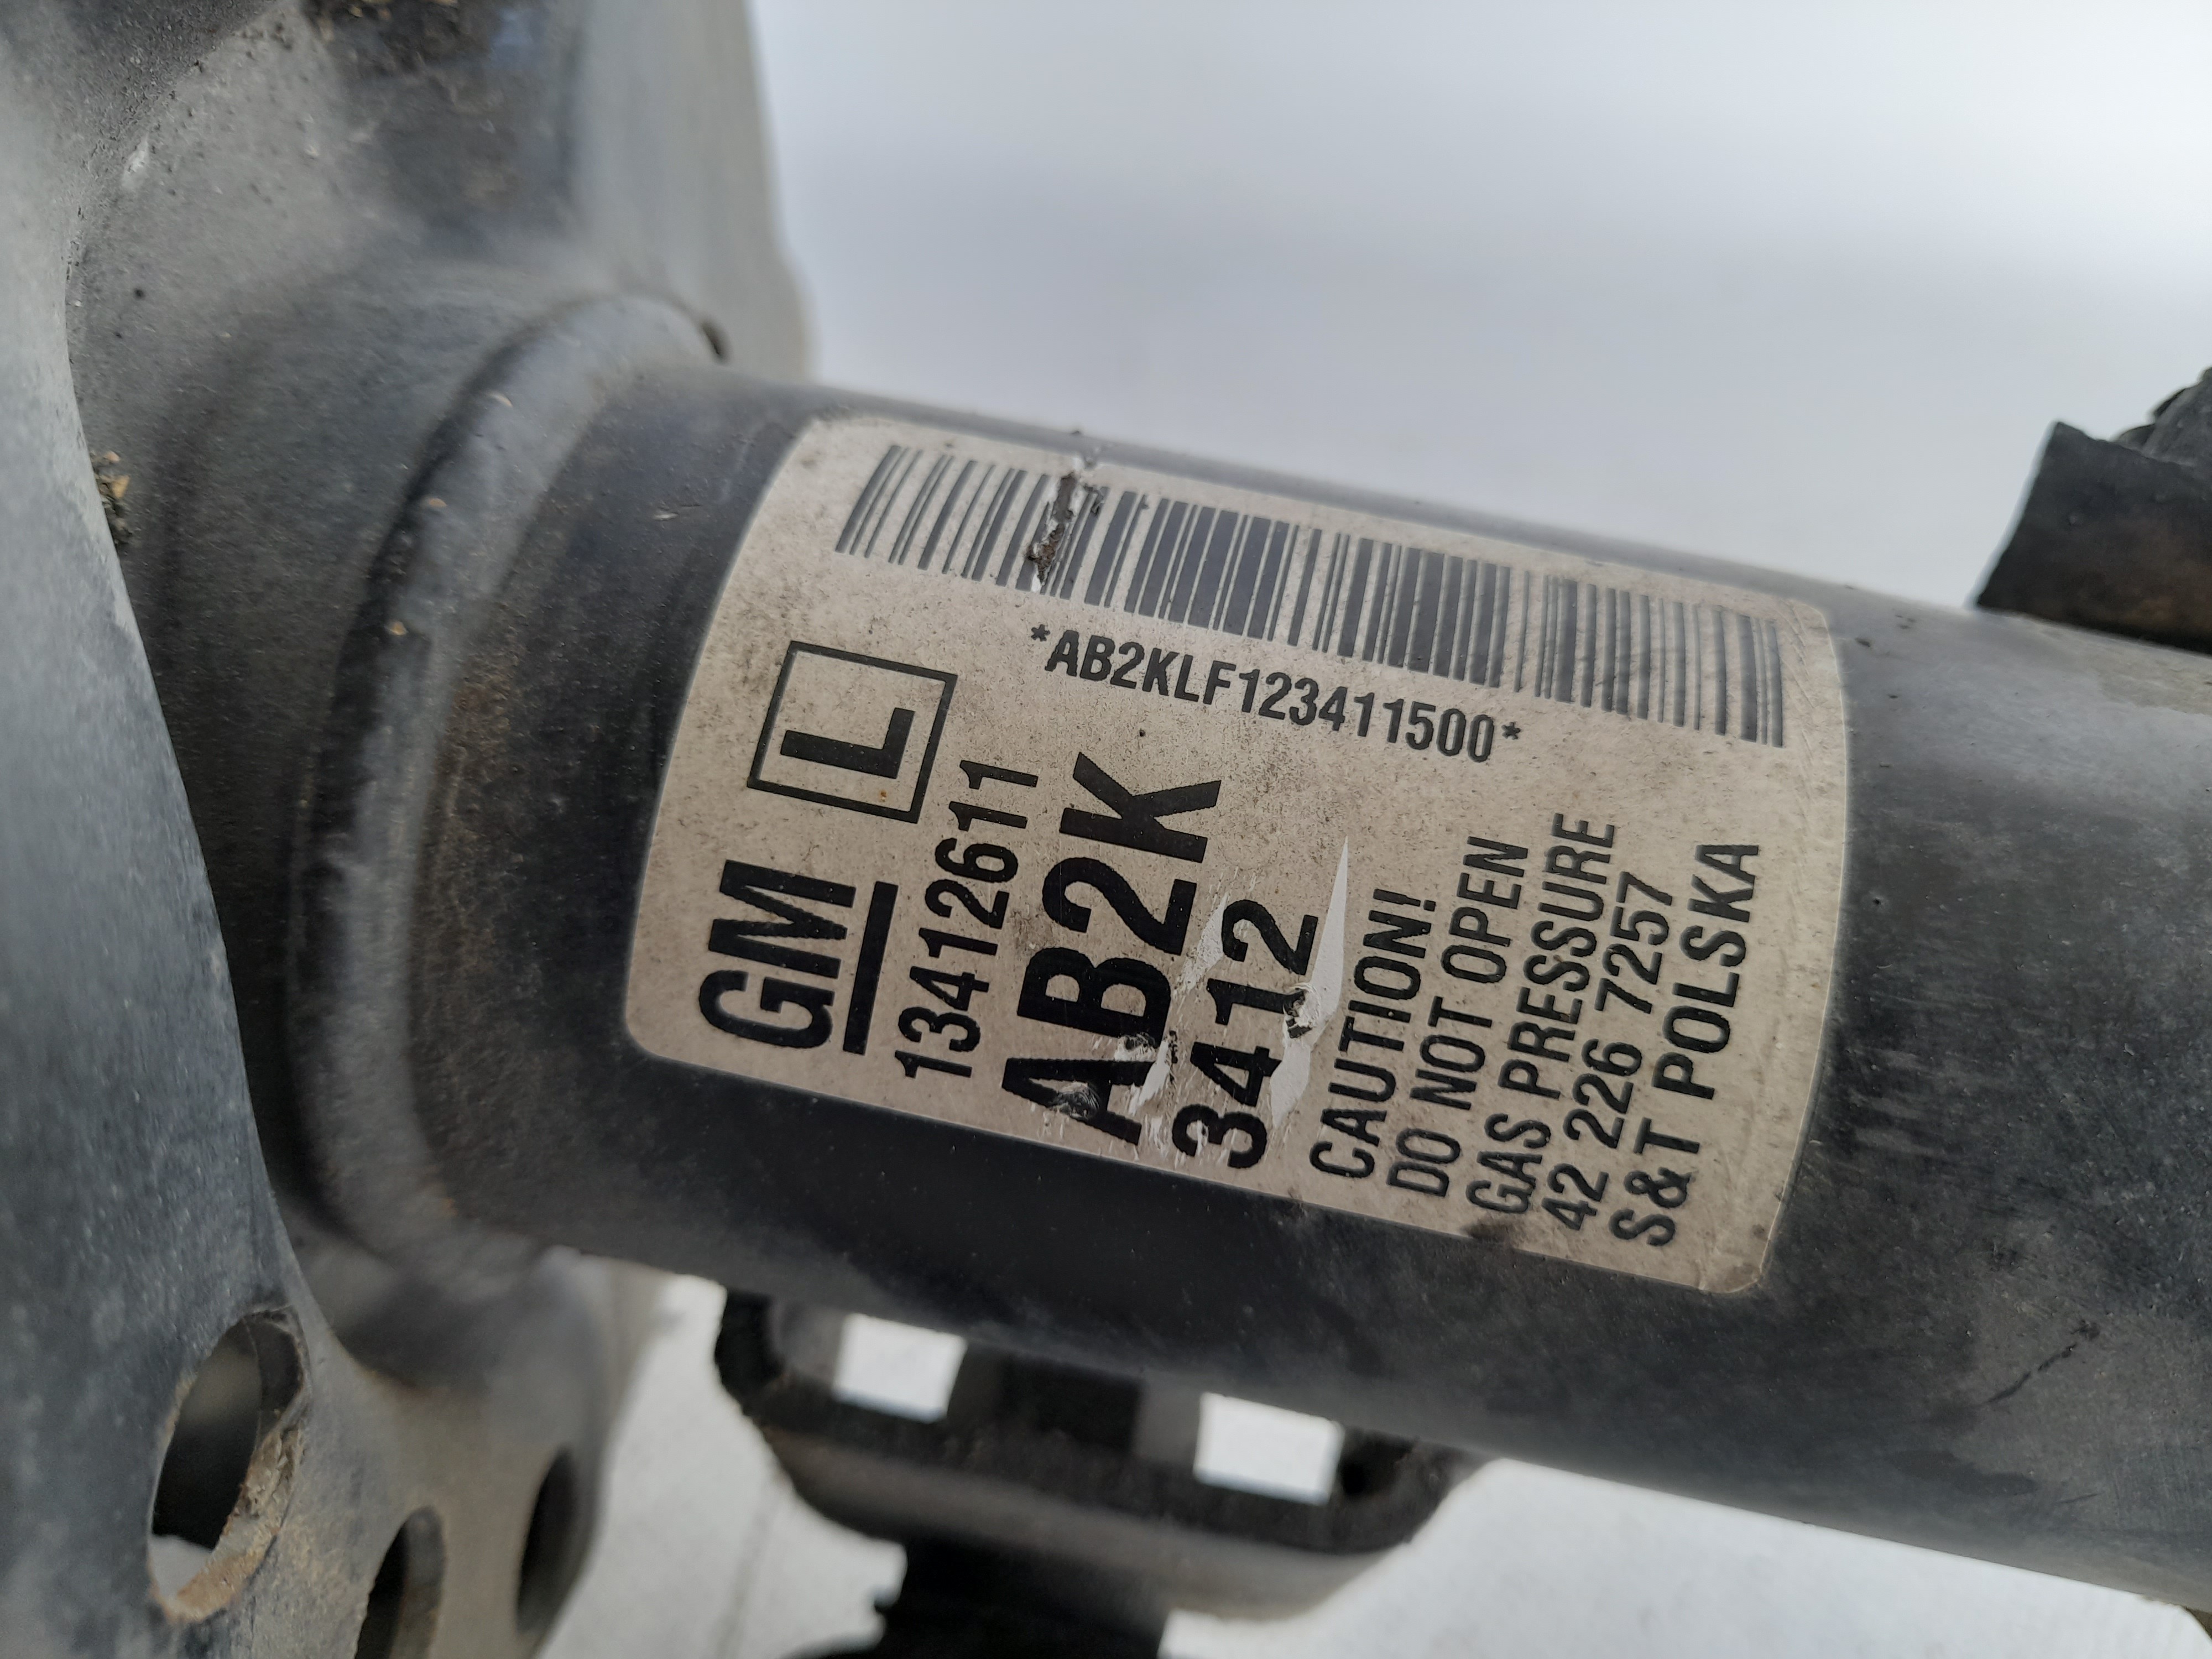 GM L
13412611
AB2K
3412
CAUTION!
DO NOT OPEN
GAS PRESSURE
42 226 7257
S&T POLSKA
*AB2KLF123411500*